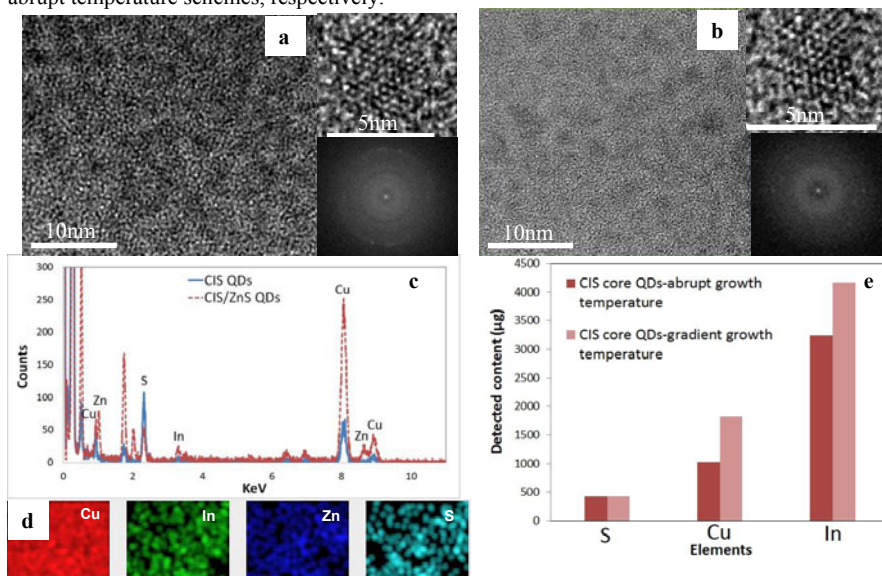 abrupt temperature schemes, respectively.
a
5nm
10nm
b
5nm
10nm
c
300
250
200
150
100
50
0
Counts
CIS QDs
CIS/ZnS QDs
Cu
Zn
S
In
Cu
Zn
Cu
0
2
4
6
8
10
KeV
d
Cu
In
Zn
S
e
4500
4000
3500
3000
2500
2000
1500
1000
500
0
Detected content (µg)
CIS core QDs-abrupt growth
temperature
CIS core QDs-gradient growth
temperature
S
Cu
In
Elements